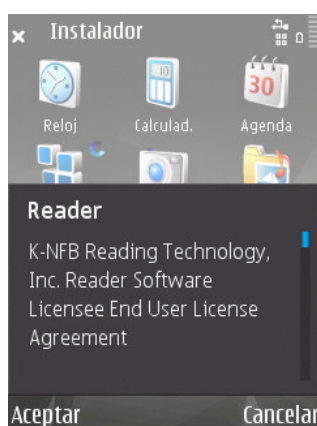 Instalador
10
30
Reloj
Calculad.
Agenda
Reader
K-NFB Reading Technology,
Inc. Reader Software
Licensee End User License
Agreement
Aceptar
Cancelar